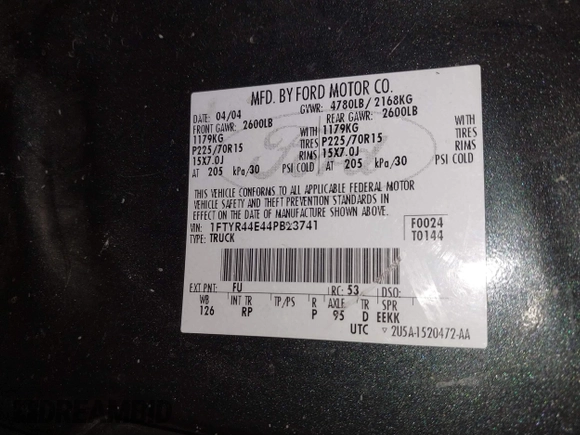 MFD. BY FORD MOTOR CO.
DATE: 04/04 GVWR: 4780LB/ 2168KG
FRONT GAWR: 2600LB REAR GAWR: 2600LB
1179KG WITH 1179KG WITH
P225/70R15 TIRES P225/70R15 TIRES
15X7.0J RIMS 15X7.0J RIMS
AT 205 kPa/30 PSI COLD AT 205 kPa/30 PSI COLD
Ford
THIS VEHICLE CONFORMS TO ALL APPLICABLE FEDERAL MOTOR
VEHICLE SAFETY AND THEFT PREVENTION STANDARDS IN
EFFECT ON THE DATE OF MANUFACTURE SHOWN ABOVE.
VIN: 1FTYR44E44PB23741 F0024
TYPE: TRUCK T0144
EXT PNT: FU RC: 53 DSO:
WB INT TR TP/PS R AXLE TR SPR
126 RP P 95 D EEKK
UTC ▽ 2U5A-1520472-AA
DREAMBID